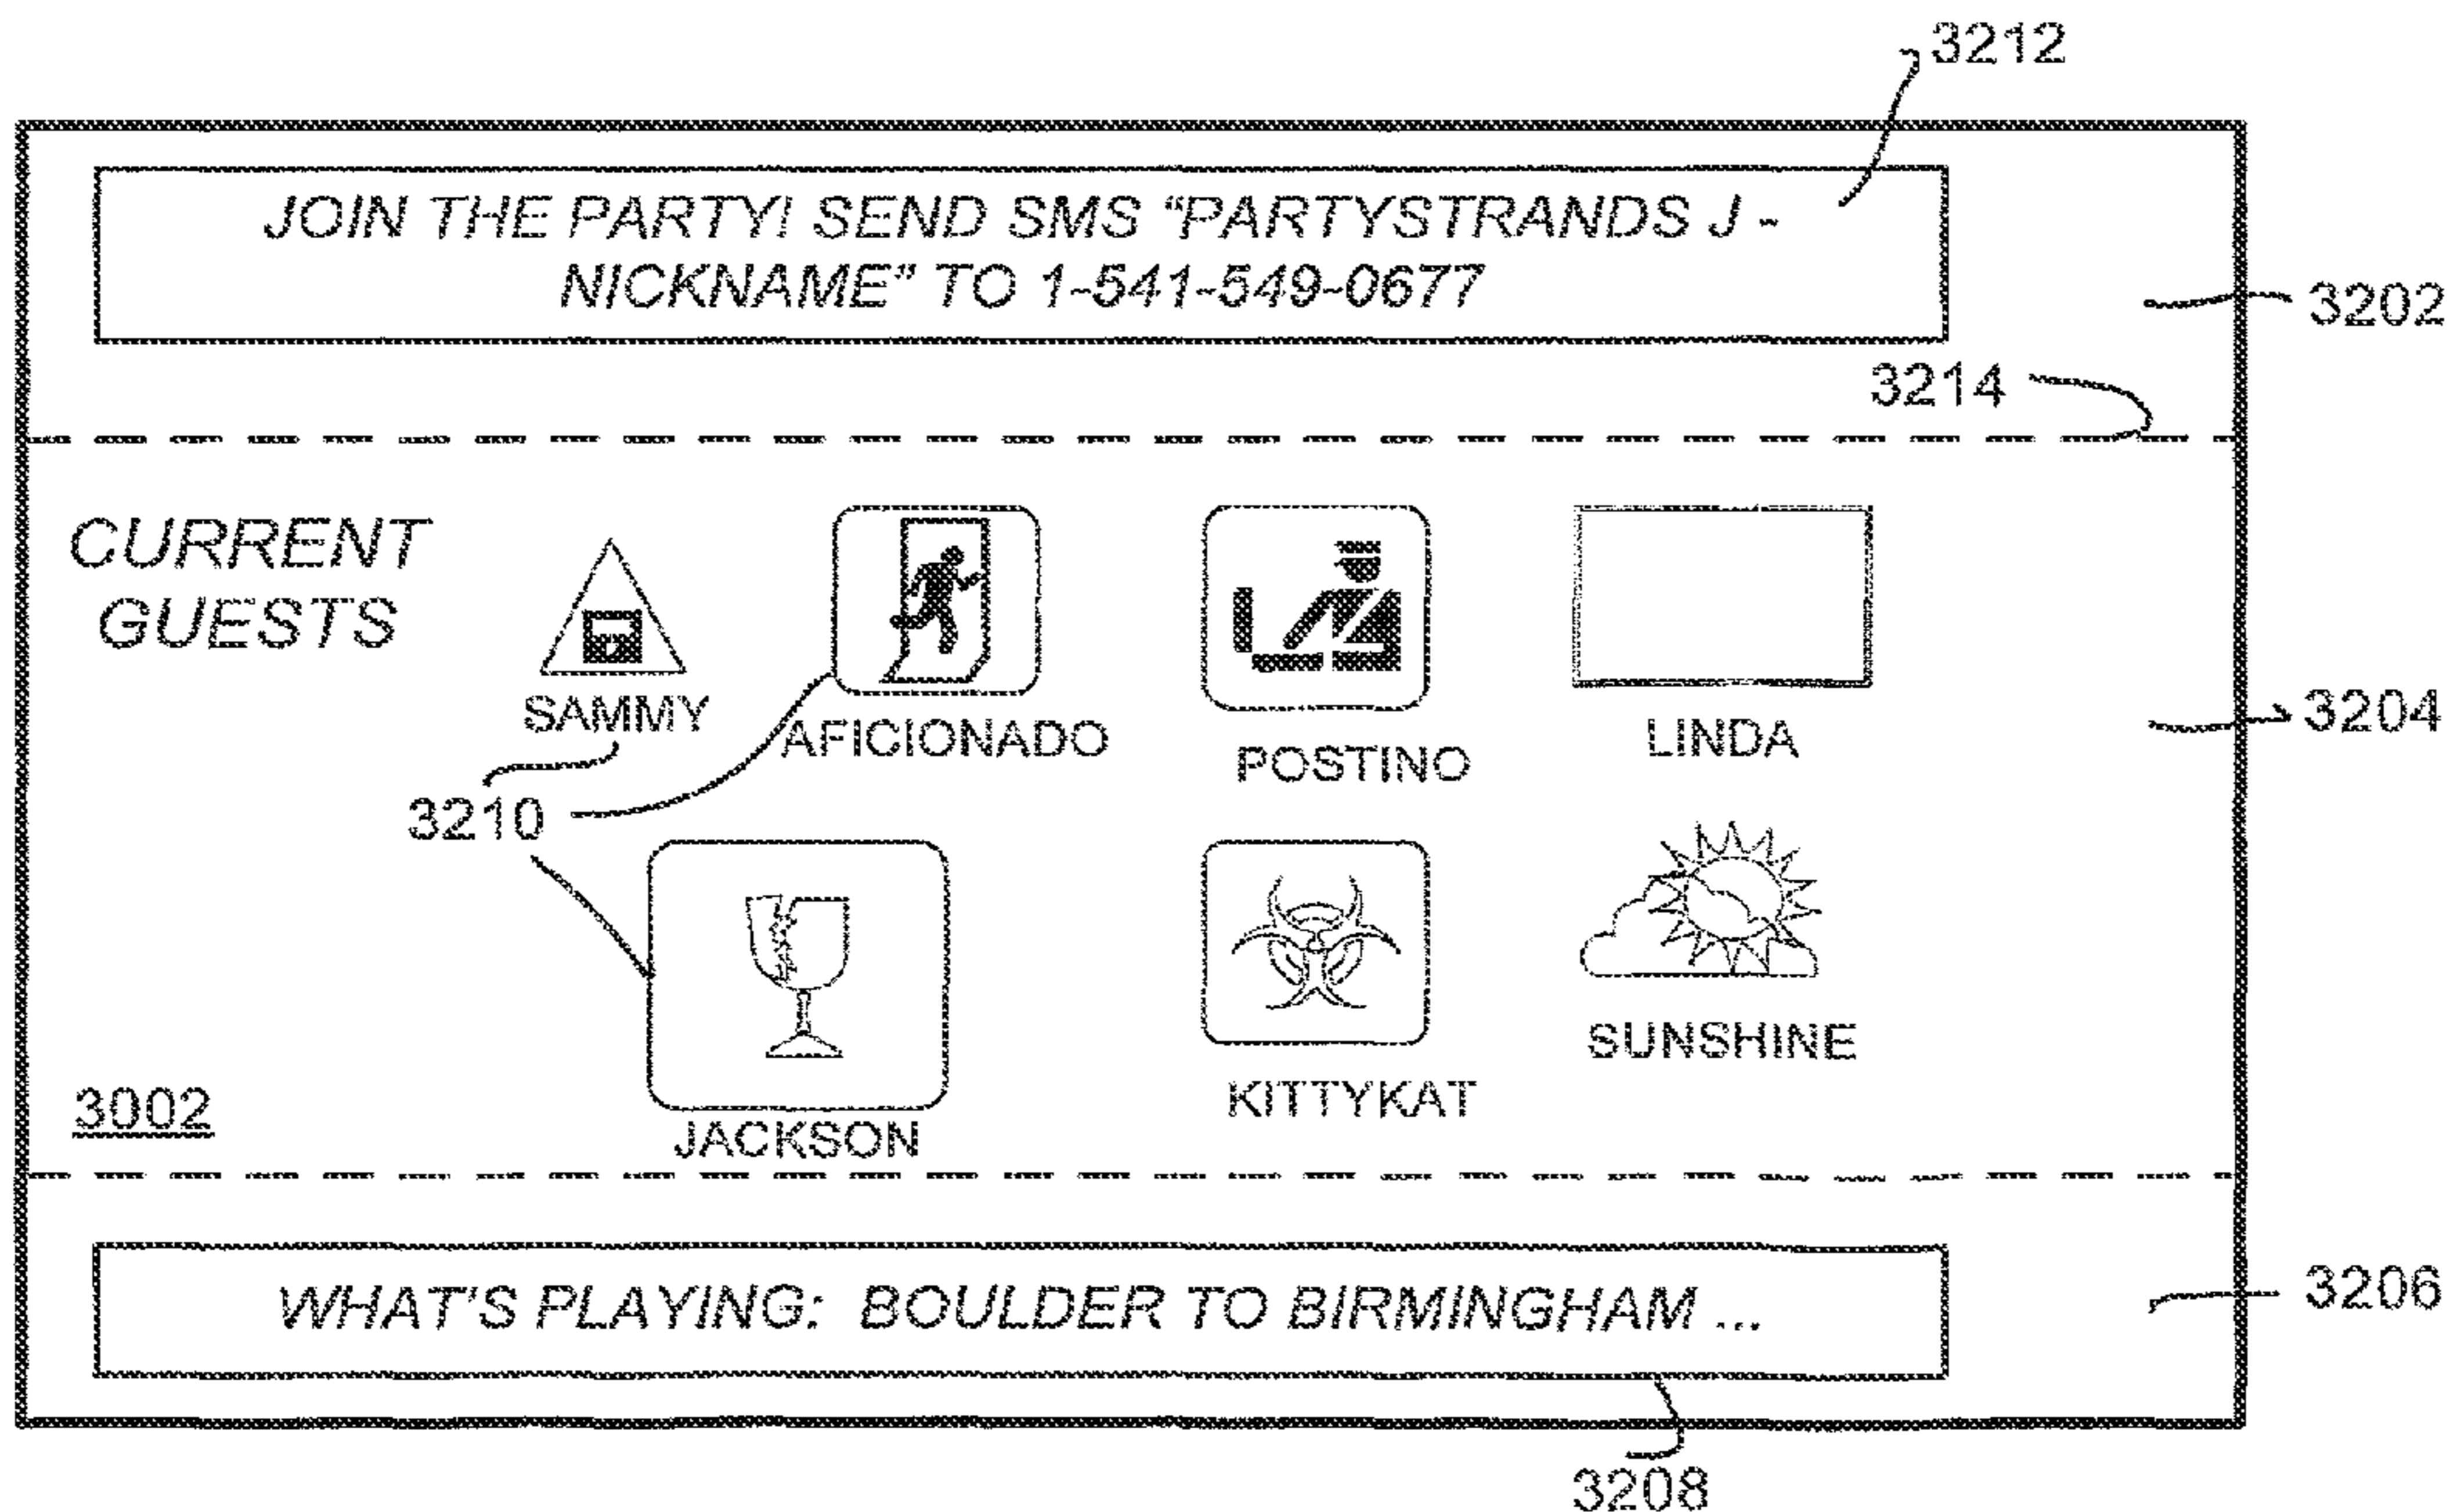 3212
JOIN THE PARTY! SEND SMS “PARTYSTRANDS J -
NICKNAME” TO 1-541-549-0677
3202
3214
CURRENT
GUESTS
SAMMY
AFICIONADO
POSTINO
LINDA
3204
3210
JACKSON
KITTYKAT
SUNSHINE
3002
WHAT'S PLAYING: BOULDER TO BIRMINGHAM ...
3206
3208